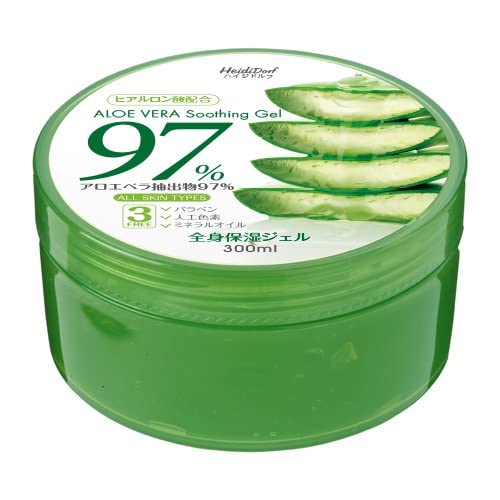 HeidiDorf
ハイジドルフ
ヒアルロン酸配合
ALOE VERA Soothing Gel
97%
アロエベラ抽出物97%
ALL SKIN TYPES
3 FREE
パラベン
人工色素
ミネラルオイル
全身保湿ジェル
300ml